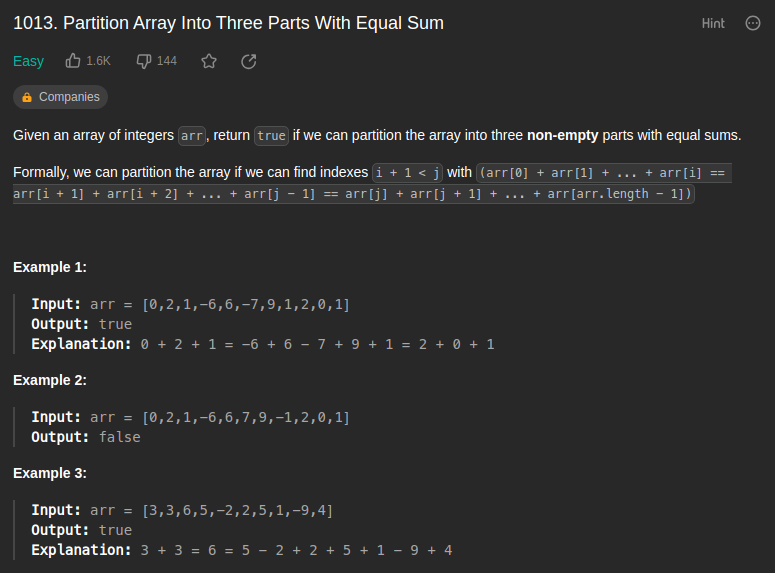 1013. Partition Array Into Three Parts With Equal Sum Hint
Easy 1.6K 144
Companies
Given an array of integers arr, return true if we can partition the array into three non-empty parts with equal sums.
Formally, we can partition the array if we can find indexes i + 1 < j with (arr[0] + arr[1] + ... + arr[i] ==
arr[i + 1] + arr[i + 2] + ... + arr[j − 1] == arr[j] + arr[j + 1] + ... + arr[arr.length − 1])
Example 1:
Input: arr = [0,2,1,−6,6,−7,9,1,2,0,1]
Output: true
Explanation: 0 + 2 + 1 = −6 + 6 − 7 + 9 + 1 = 2 + 0 + 1
Example 2:
Input: arr = [0,2,1,−6,6,7,9,−1,2,0,1]
Output: false
Example 3:
Input: arr = [3,3,6,5,−2,2,5,1,−9,4]
Output: true
Explanation: 3 + 3 = 6 = 5 − 2 + 2 + 5 + 1 − 9 + 4